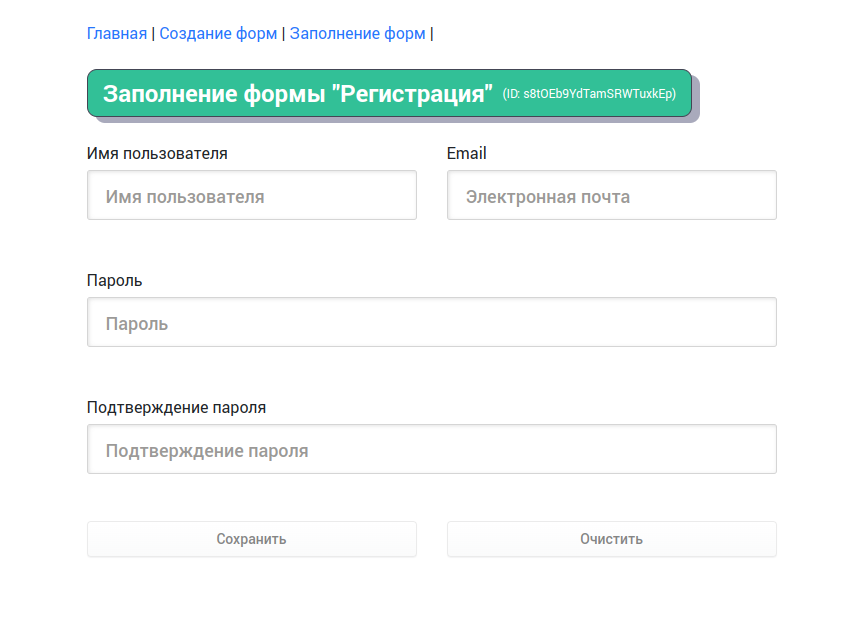 Главная | Создание форм | Заполнение форм |
Заполнение формы "Регистрация" (ID: s8tOEb9YdTamSRWTuxkEp)
Имя пользователя Email
Имя пользователя Электронная почта
Пароль
Пароль
Подтверждение пароля
Подтверждение пароля
Сохранить Очистить